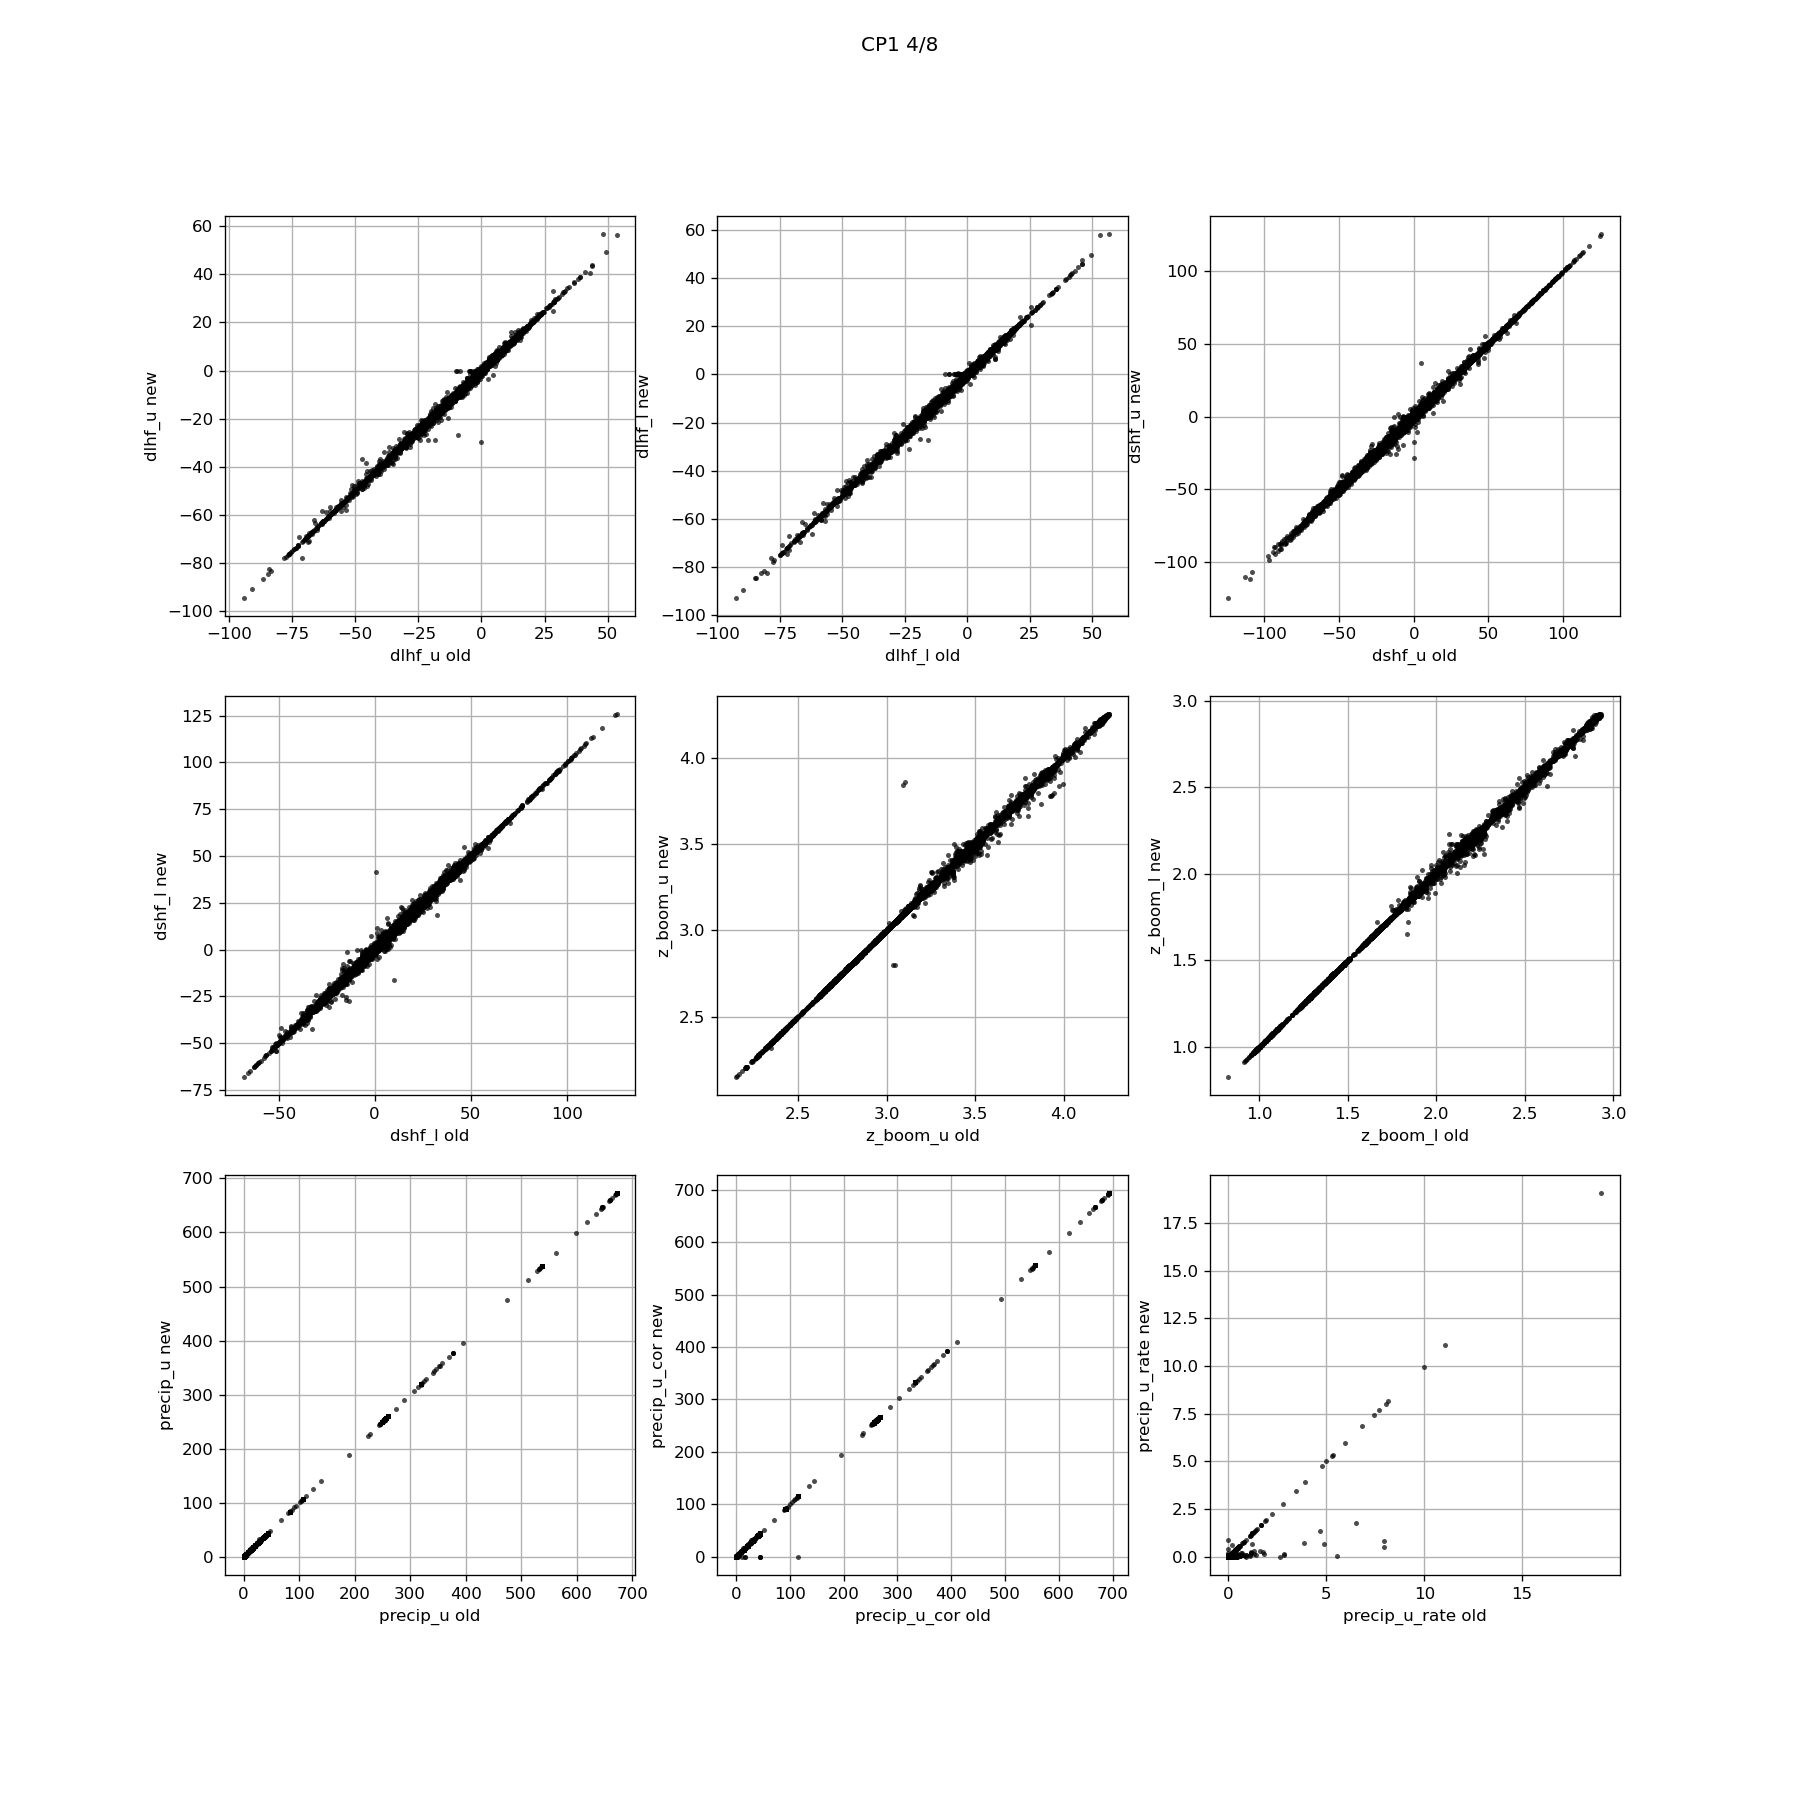 CP1 4/8
60
40
20
0
−20
−40
−60
−80
−100
−100 −75 −50 −25 0 25 50
dlhf_u old
dlhf_u new
60
40
20
0
−20
−40
−60
−80
−100
−100 −75 −50 −25 0 25 50
dlhf_l old
dlhf_l new
100
50
0
−50
−100
−100 −50 0 50 100
dshf_u old
dshf_u new
125
100
75
50
25
0
−25
−50
−75
−50 0 50 100
dshf_l old
dshf_l new
4.0
3.5
3.0
2.5
2.5 3.0 3.5 4.0
z_boom_u old
z_boom_u new
3.0
2.5
2.0
1.5
1.0
1.0 1.5 2.0 2.5 3.0
z_boom_l old
z_boom_l new
700
600
500
400
300
200
100
0
0 100 200 300 400 500 600 700
precip_u old
precip_u new
700
600
500
400
300
200
100
0
0 100 200 300 400 500 600 700
precip_u_cor old
precip_u_cor new
17.5
15.0
12.5
10.0
7.5
5.0
2.5
0.0
0 5 10 15
precip_u_rate old
precip_u_rate new